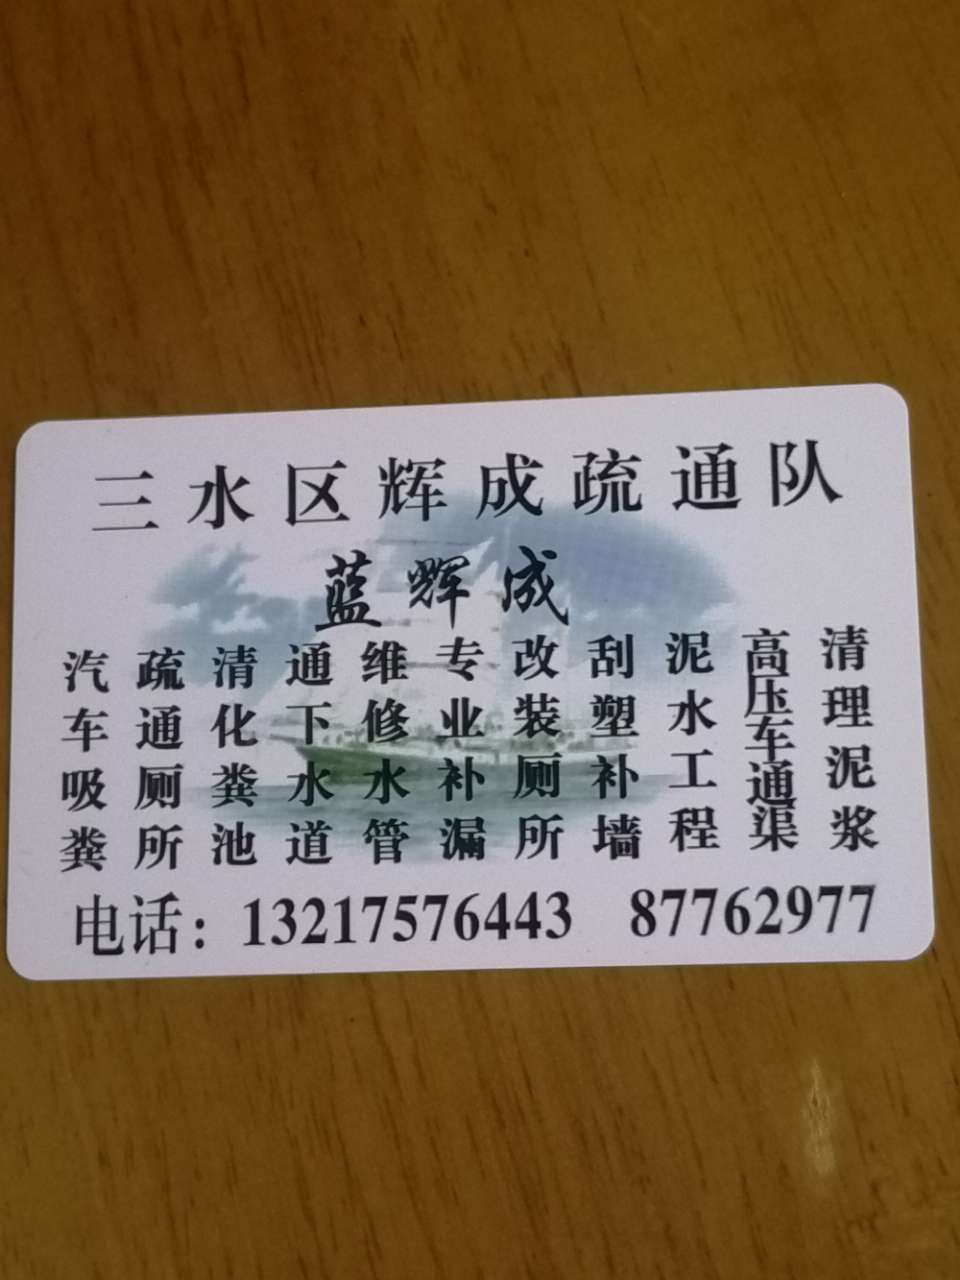 三水区辉成疏通队
蓝辉成
汽车吸粪
疏通厕所
清化粪池
通下水道
维修水管
专业补漏
改装厕所
刮塑补墙
泥水工程
高压车通渠
清理泥浆
电话：13217576443 87762977